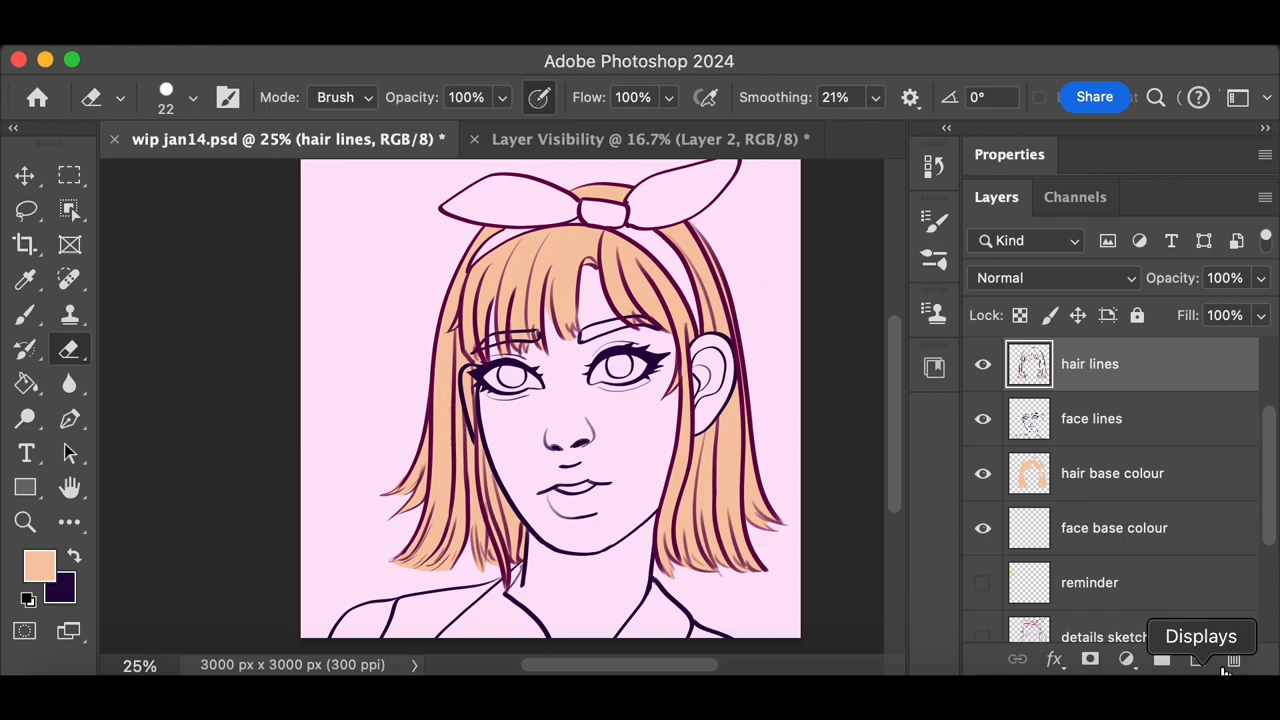 Adobe Photoshop 2024
22
Mode: Brush Opacity: 100% Flow: 100% Smoothing: 21% 0° Share
wip jan14.psd @ 25% (hair lines, RGB/8) *
Layer Visibility @ 16.7% (Layer 2, RGB/8) *
Properties
Layers Channels
Kind
Normal Opacity: 100%
Lock: Fill: 100%
hair lines
face lines
hair base colour
face base colour
reminder
details sketch
Displays
fx
25% 3000 px x 3000 px (300 ppi)